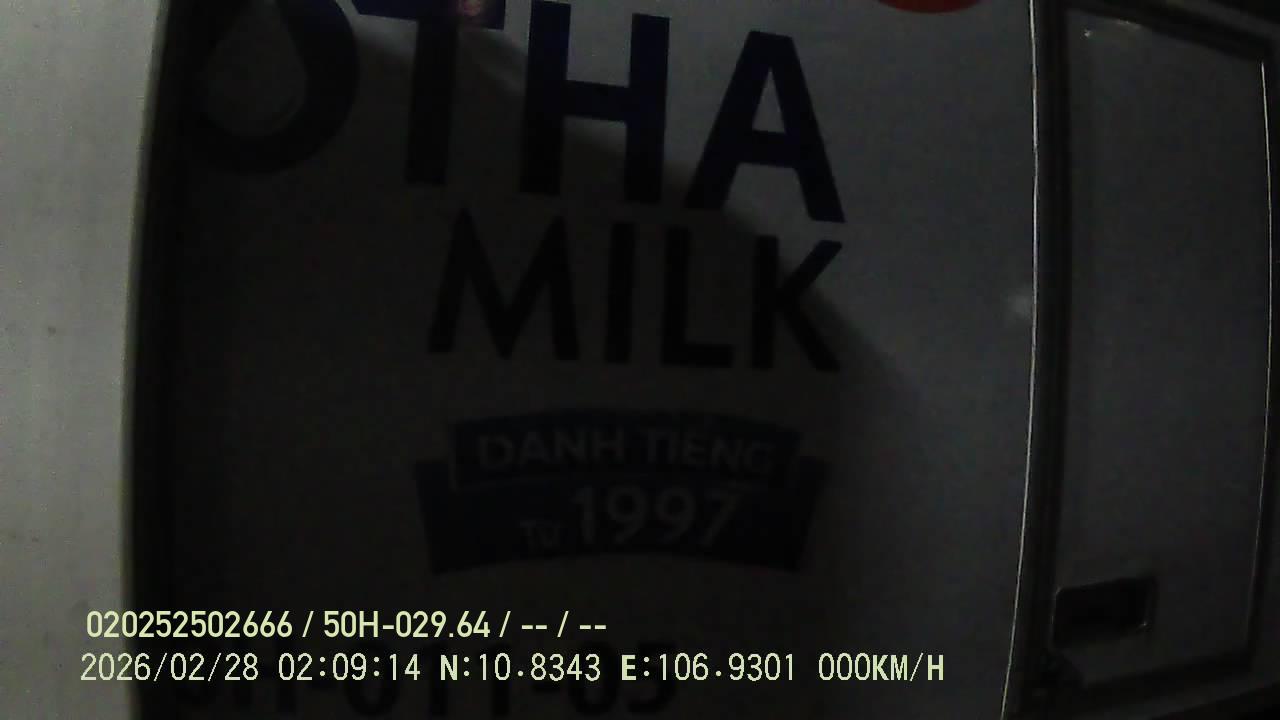 OTHA
MILK
DANH TIẾNG
TỪ 1997
020252502666 / 50H-029.64 / -- / --
2026/02/28 02:09:14 N:10.8343 E:106.9301 000KM/H